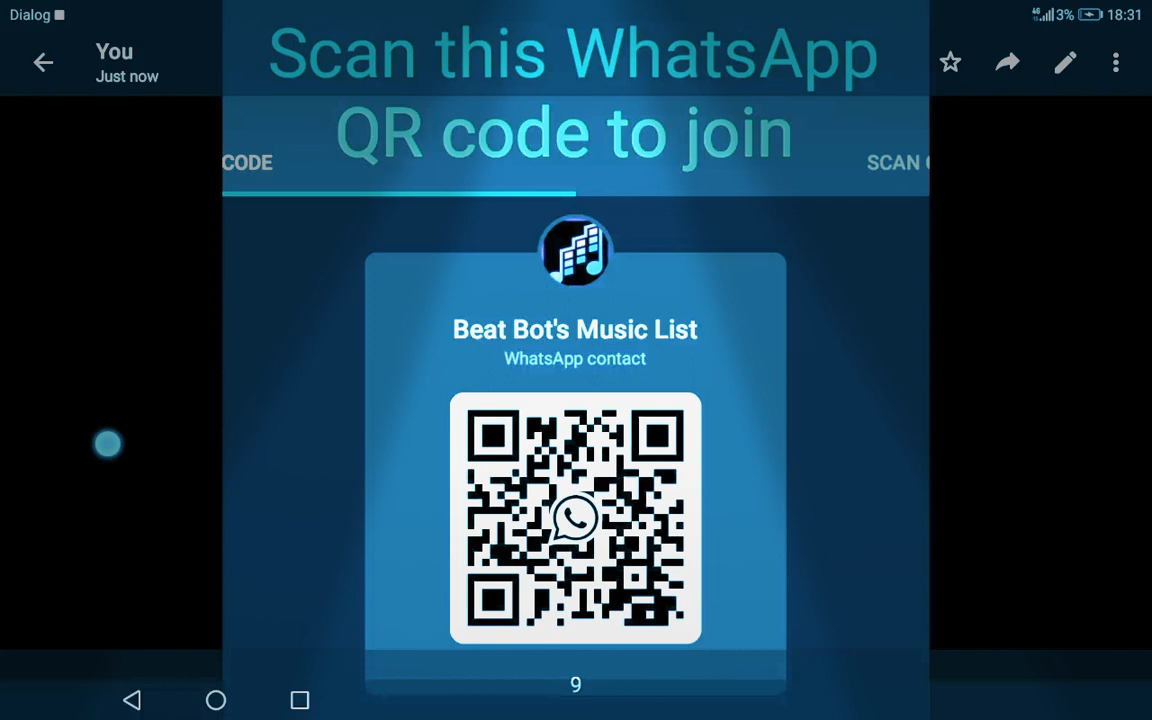 Dialog
4G
3%
18:31
You
Just now
Scan this WhatsApp
QR code to join
CODE
SCAN
Beat Bot's Music List
WhatsApp contact
9